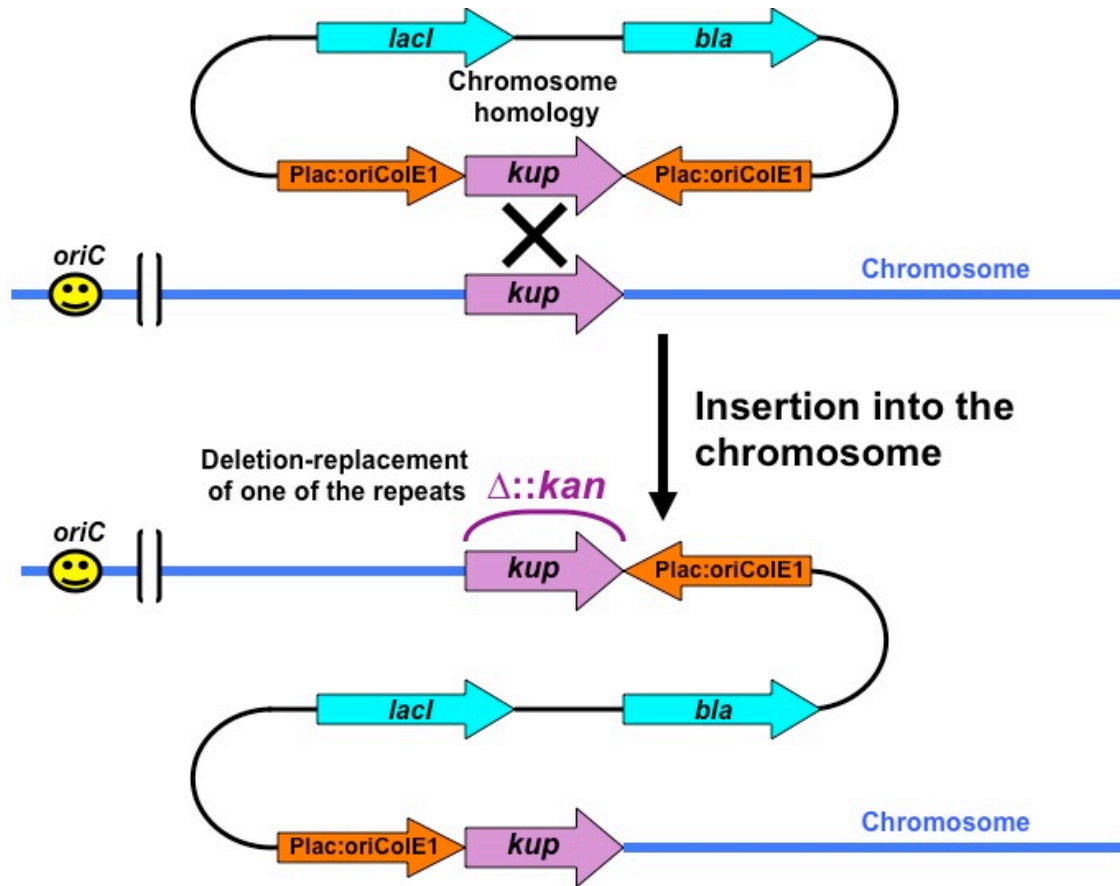 lacI
bla
Chromosome
homology
Plac:oriColE1
kup
Plac:oriColE1
oriC
kup
Chromosome
Insertion into the
chromosome
Deletion-replacement
of one of the repeats
Δ::kan
oriC
kup
Plac:oriColE1
lacI
bla
Plac:oriColE1
kup
Chromosome